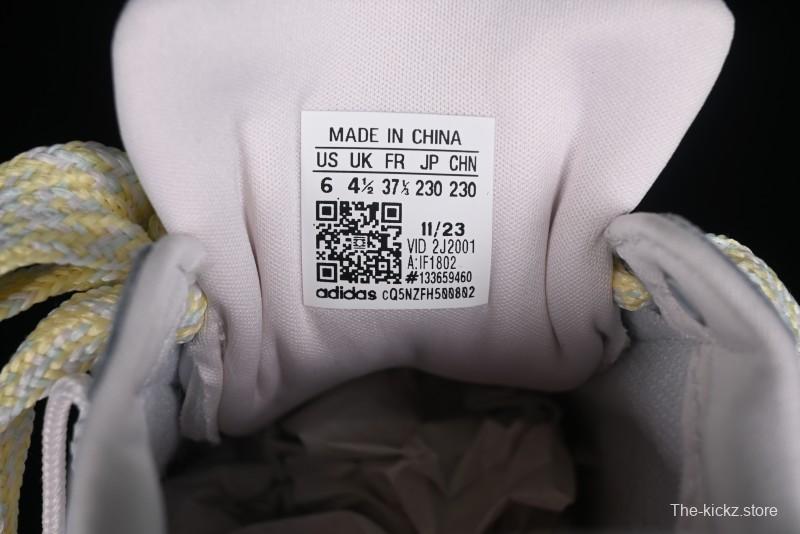 MADE IN CHINA
US UK FR JP CHN
6 4½ 37⅓ 230 230
11/23
VID 2J2001
A:IF1802
#133659460
adidas cQ5NZFH500802
The-kickz.store